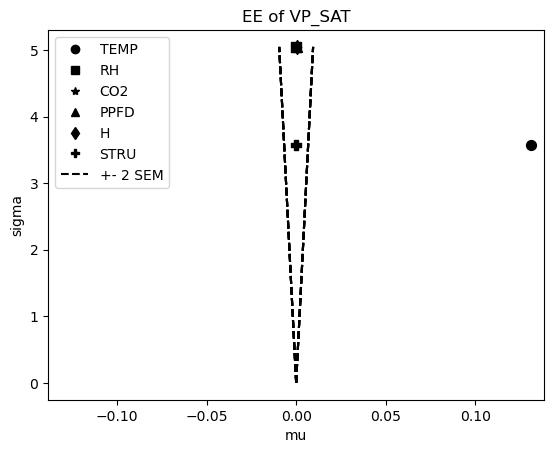 EE of VP_SAT
TEMP
RH
CO2
PPFD
H
STRU
+- 2 SEM
sigma
5
4
3
2
1
0
−0.10
−0.05
0.00
0.05
0.10
mu